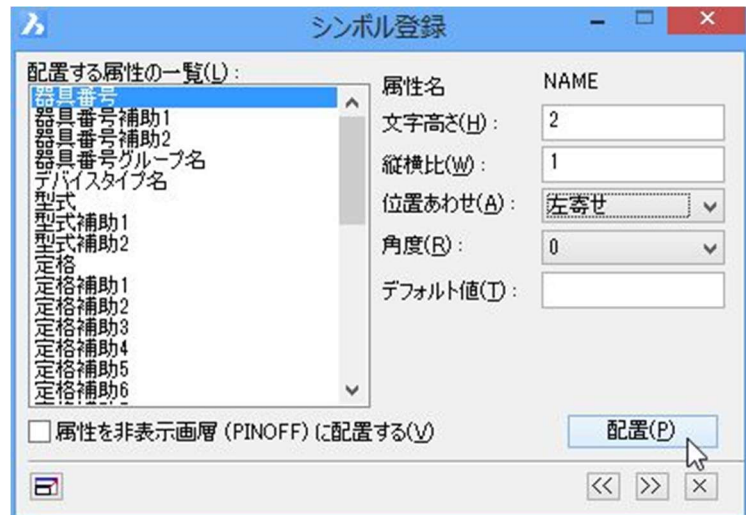 シンボル登録
配置する属性の一覧(L):
器具番号
器具番号補助1
器具番号補助2
器具番号グループ名
デバイスタイプ名
型式
型式補助1
型式補助2
定格
定格補助1
定格補助2
定格補助3
定格補助4
定格補助5
定格補助6
属性名 NAME
文字高さ(H): 2
縦横比(W): 1
位置あわせ(A): 左寄せ
角度(R): 0
デフォルト値(T):
属性を非表示画層 (PINOFF) に配置する(V)
配置(P)
<< >> ×